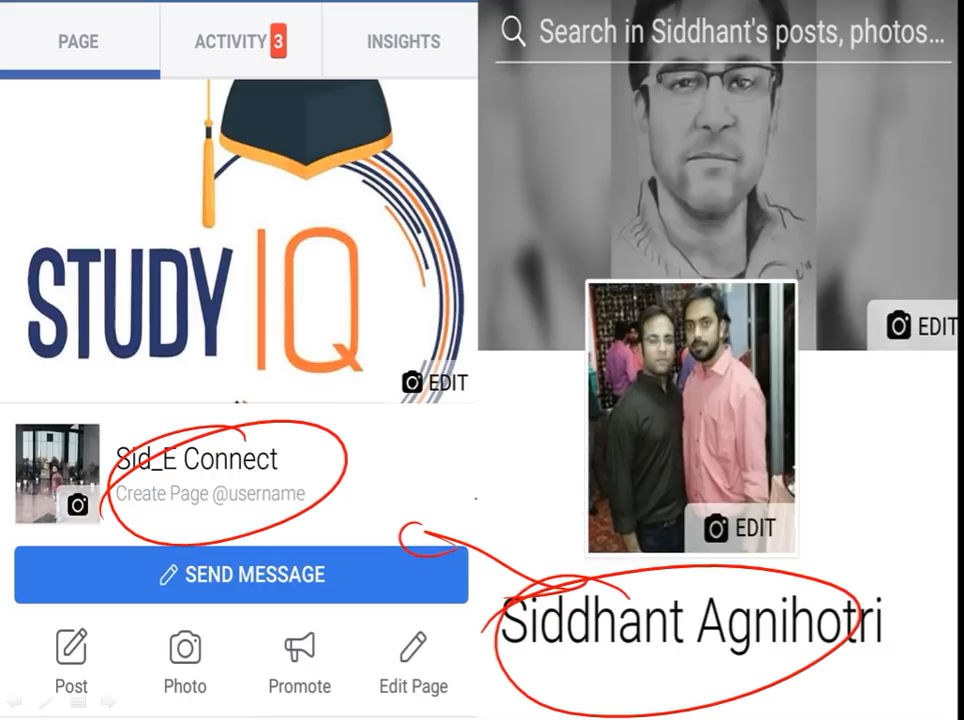 PAGE
ACTIVITY 3
INSIGHTS
STUDY IQ
EDIT
Sid_E Connect
Create Page @username
SEND MESSAGE
Post
Photo
Promote
Edit Page
Search in Siddhant's posts, photos...
EDIT
EDIT
Siddhant Agnihotri